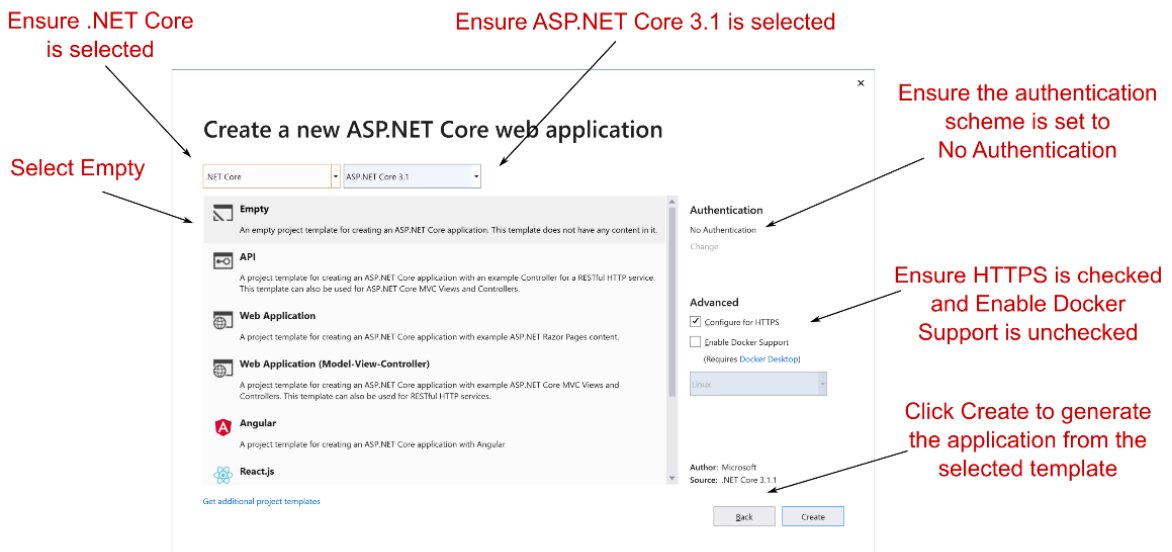 Ensure .NET Core
is selected
Ensure ASP.NET Core 3.1 is selected
Ensure the authentication
scheme is set to
No Authentication
Select Empty
Create a new ASP.NET Core web application
.NET Core
ASP.NET Core 3.1
Empty
An empty project template for creating an ASP.NET Core application. This template does not have any content in it.
API
A project template for creating an ASP.NET Core application with an example Controller for a RESTful HTTP service.
This template can also be used for ASP.NET Core MVC Views and Controllers.
Web Application
A project template for creating an ASP.NET Core application with example ASP.NET Razor Pages content.
Web Application (Model-View-Controller)
A project template for creating an ASP.NET Core application with example ASP.NET Core MVC Views and
Controllers. This template can also be used for RESTful HTTP services.
Angular
A project template for creating an ASP.NET Core application with Angular
React.js
Get additional project templates
Authentication
No Authentication
Change
Advanced
Configure for HTTPS
Enable Docker Support
(Requires Docker Desktop)
Linux
Ensure HTTPS is checked
and Enable Docker
Support is unchecked
Click Create to generate
the application from the
selected template
Author: Microsoft
Source: .NET Core 3.1.1
Back
Create